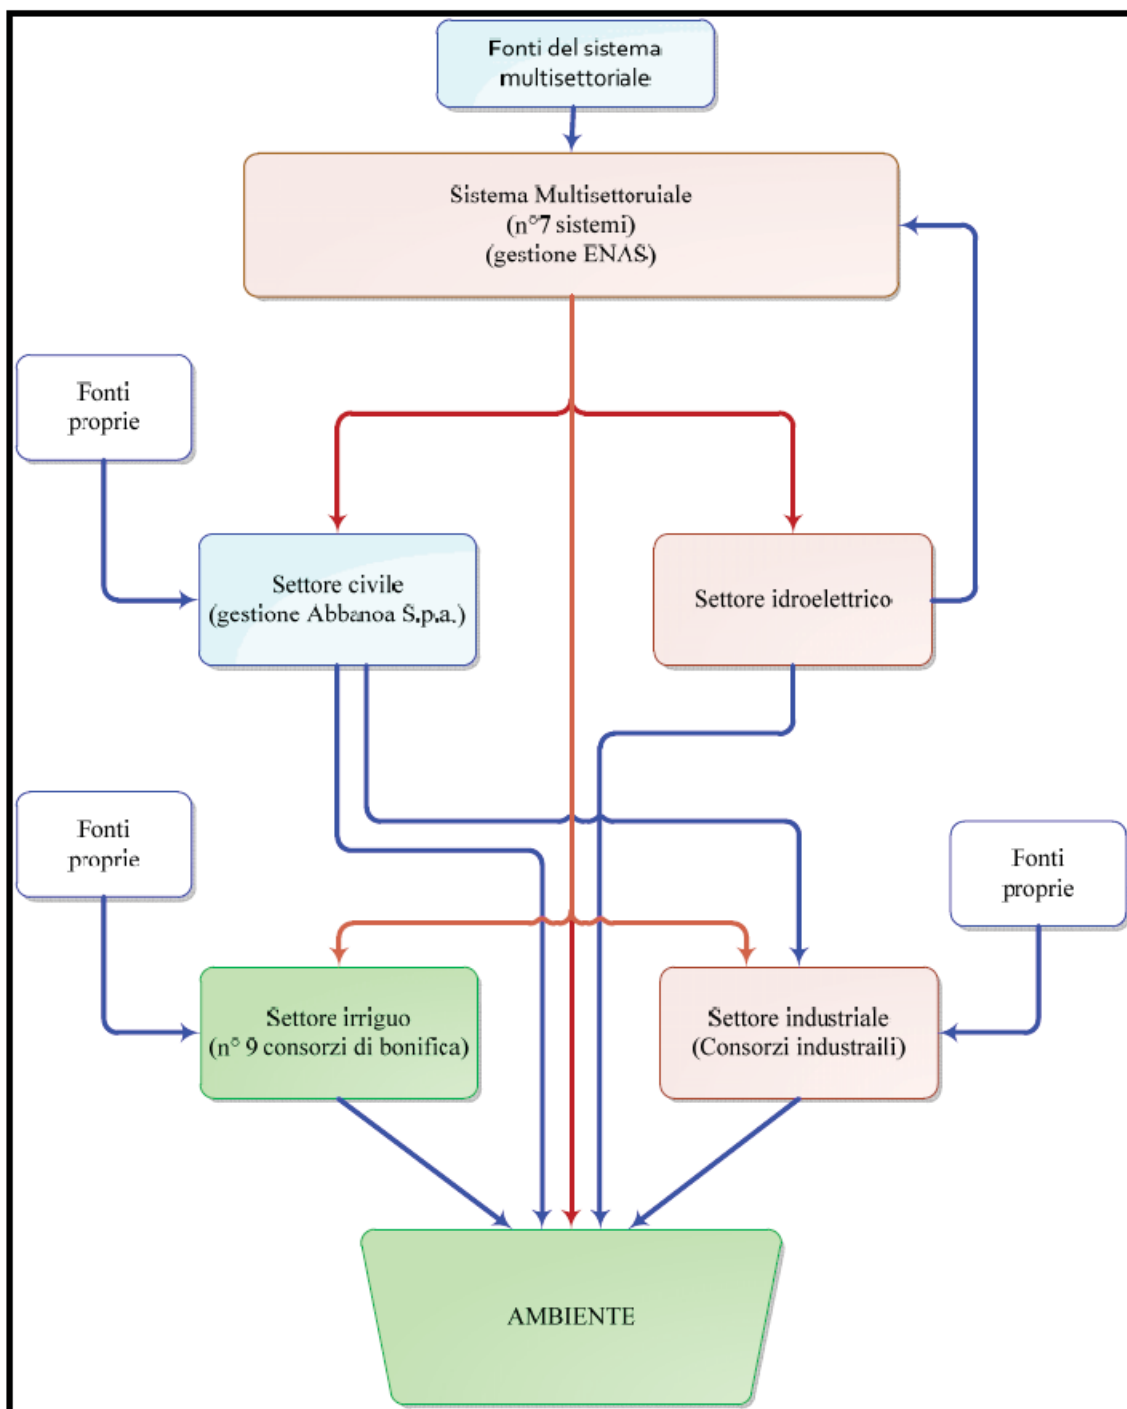 Fonti del sistema
multisettoriale
Sistema Multisettoruiale
(n°7 sistemi)
(gestione ENAS)
Fonti
proprie
Settore civile
(gestione Abbanoa S.p.a.)
Settore idroelettrico
Fonti
proprie
Fonti
proprie
Settore irriguo
(n° 9 consorzi di bonifica)
Settore industriale
(Consorzi industraili)
AMBIENTE